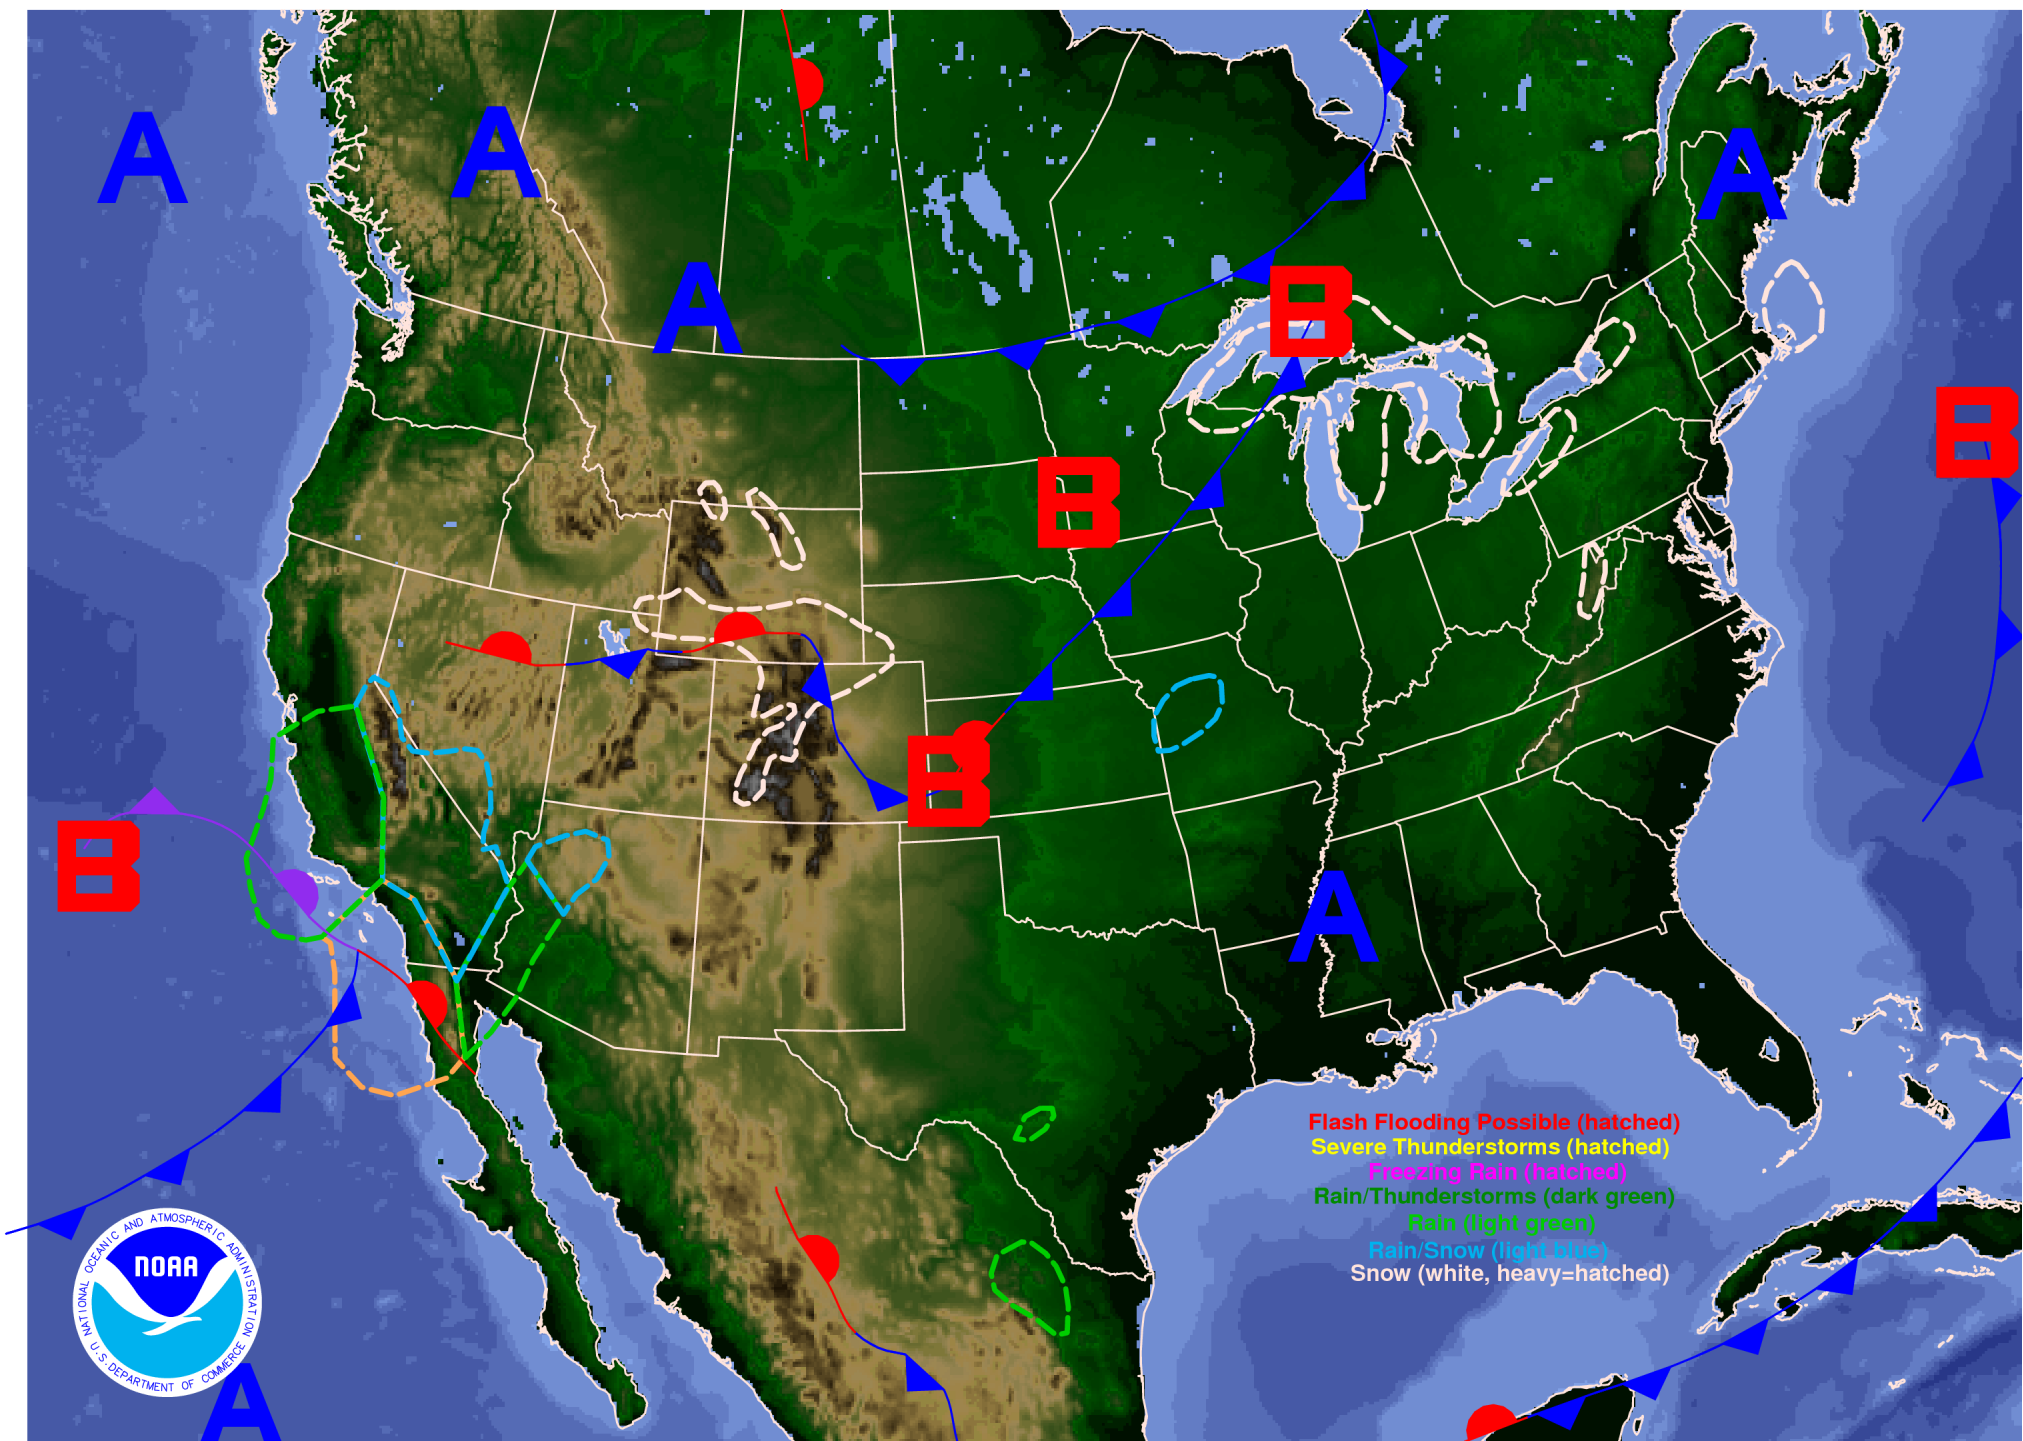 A
A
A
A
B
B
B
B
A
B
A
Flash Flooding Possible (hatched)
Severe Thunderstorms (hatched)
Freezing Rain (hatched)
Rain/Thunderstorms (dark green)
Rain (light green)
Rain/Snow (light blue)
Snow (white, heavy=hatched)
NATIONAL OCEANIC AND ATMOSPHERIC ADMINISTRATION
NOAA
U.S. DEPARTMENT OF COMMERCE
A